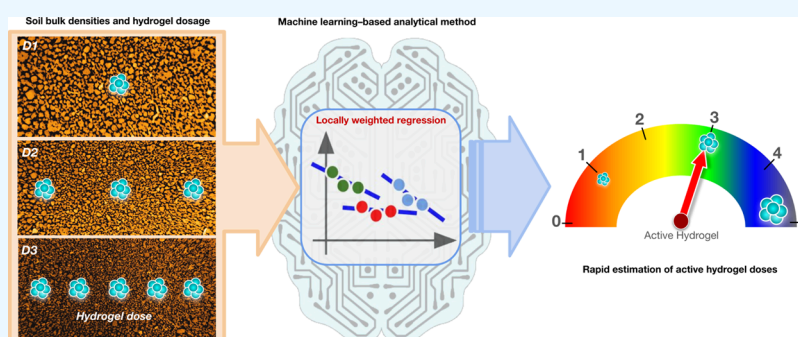 Soil bulk densities and hydrogel dosage
D1
D2
D3
Hydrogel dose
Machine learning–based analytical method
Locally weighted regression
0
1
2
3
4
Active Hydrogel
Rapid estimation of active hydrogel doses